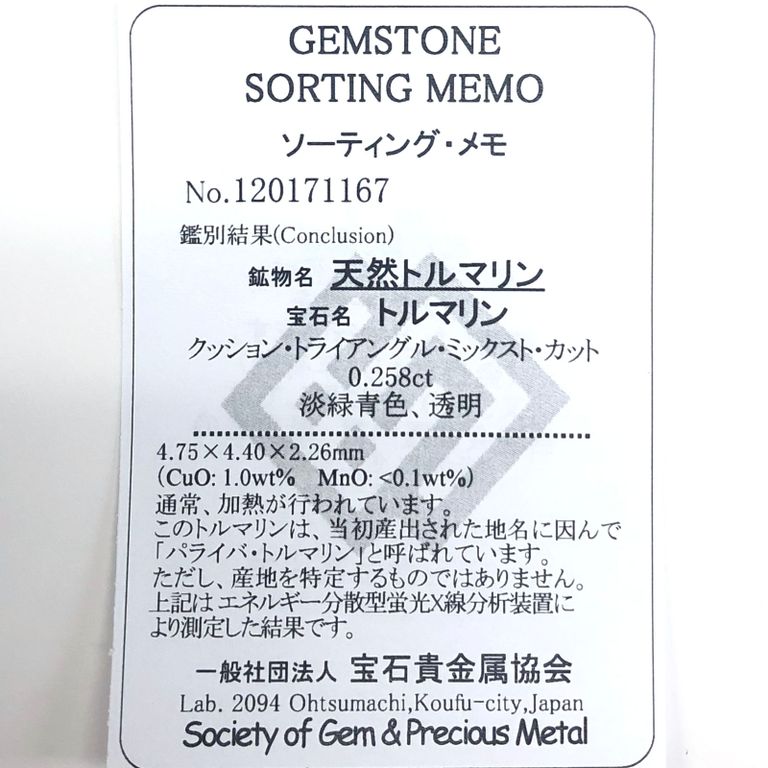 GEMSTONE
SORTING MEMO
ソーティング・メモ
No.120171167
鑑別結果(Conclusion)
鉱物名 天然トルマリン
宝石名 トルマリン
クッション・トライアングル・ミックスト・カット
0.258ct
淡緑青色、透明
4.75×4.40×2.26mm
(CuO: 1.0wt% MnO: <0.1wt%)
通常、加熱が行われています。
このトルマリンは、当初産出された地名に因んで
「パライバ・トルマリン」と呼ばれています。
ただし、産地を特定するものではありません。
上記はエネルギー分散型蛍光X線分析装置に
より測定した結果です。
一般社団法人 宝石貴金属協会
Lab. 2094 Ohtsumachi,Koufu-city,Japan
Society of Gem & Precious Metal